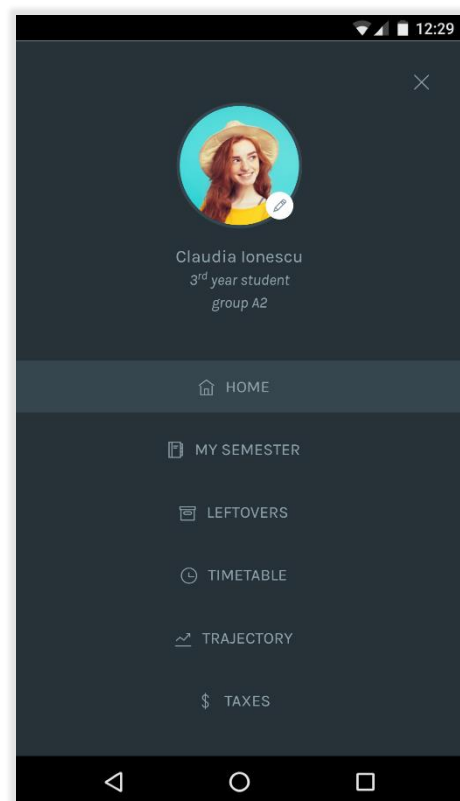 12:29
Claudia Ionescu
3rd year student
group A2
HOME
MY SEMESTER
LEFTOVERS
TIMETABLE
TRAJECTORY
$ TAXES